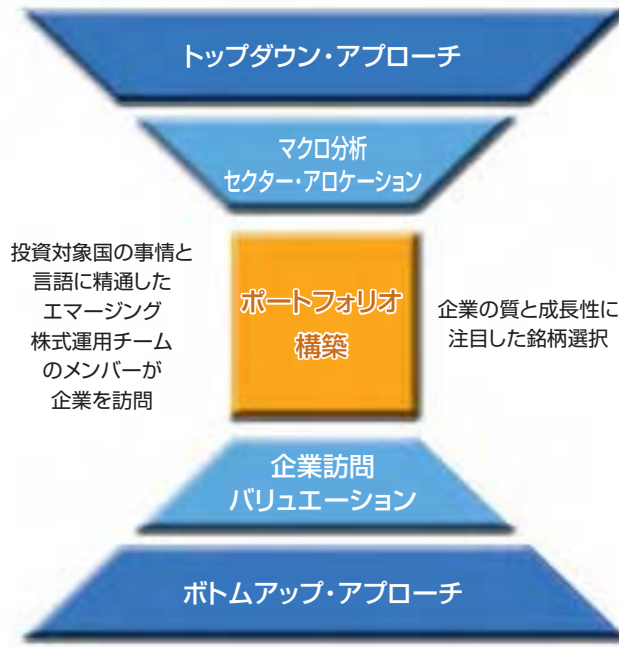 トップダウン・アプローチ
マクロ分析
セクター・アロケーション
投資対象国の事情と
言語に精通した
エマージング
株式運用チーム
のメンバーが
企業を訪問
ポートフォリオ
構築
企業の質と成長性に
注目した銘柄選択
企業訪問
バリュエーション
ボトムアップ・アプローチ